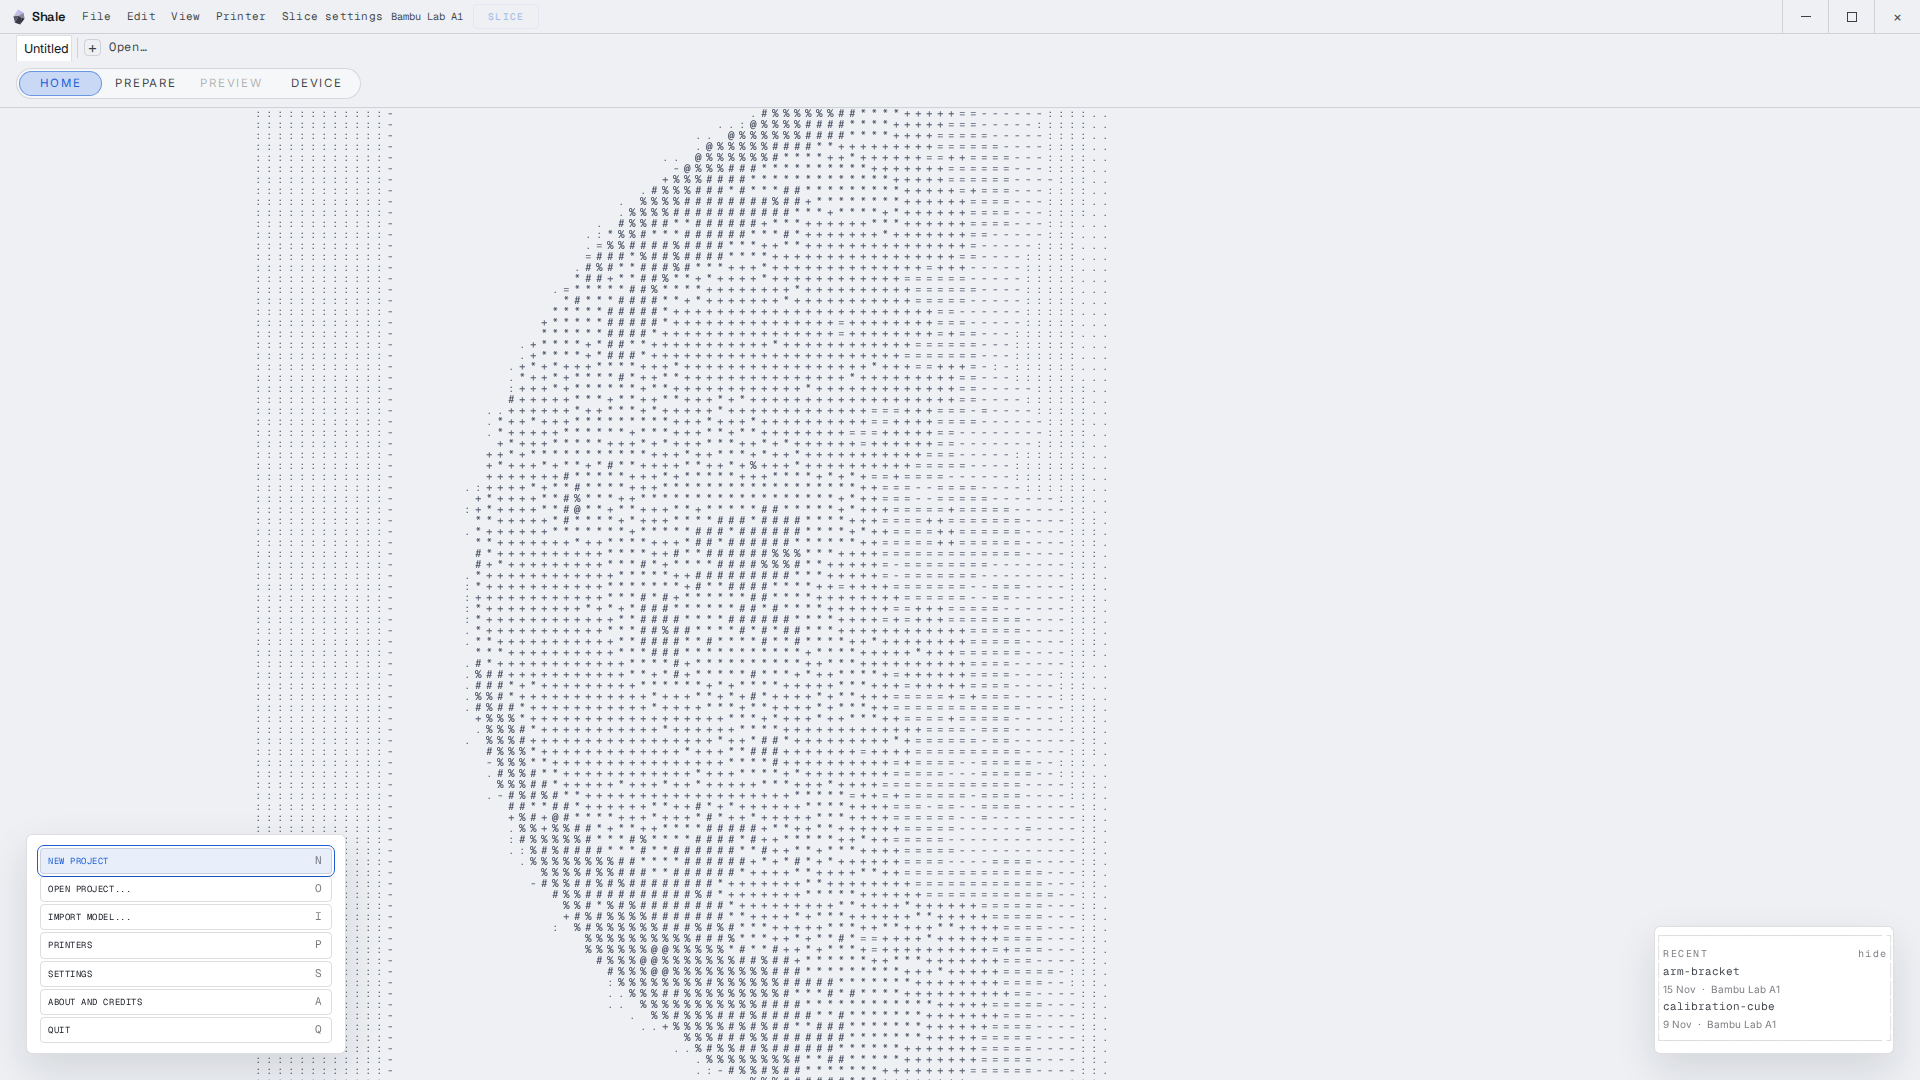 Shale File Edit View Printer Slice settings Bambu Lab A1 SLICE
Untitled + Open…
HOME PREPARE PREVIEW DEVICE
NEW PROJECT N
OPEN PROJECT... O
IMPORT MODEL... I
PRINTERS P
SETTINGS S
ABOUT AND CREDITS A
QUIT Q
RECENT hide
arm-bracket
15 Nov · Bambu Lab A1
calibration-cube
9 Nov · Bambu Lab A1